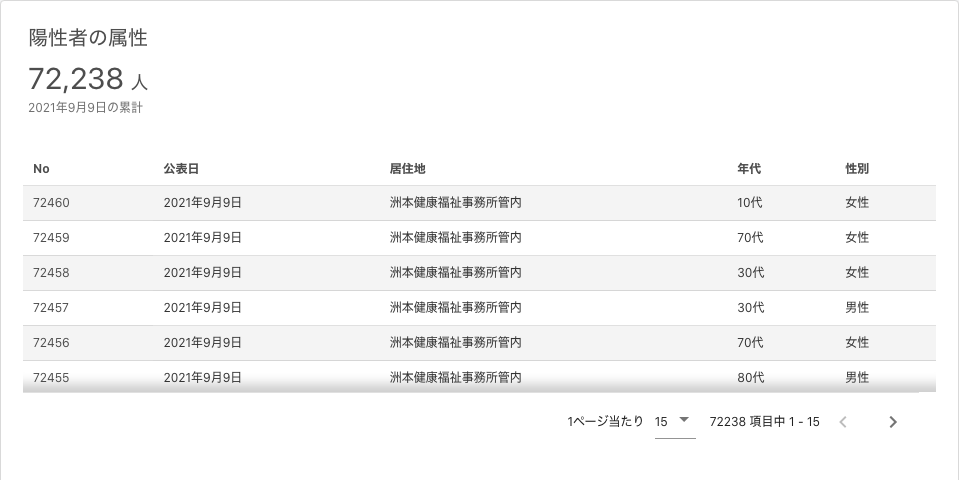 陽性者の属性
72,238 人
2021年9月9日の累計
No 公表日 居住地 年代 性別
72460 2021年9月9日 洲本健康福祉事務所管内 10代 女性
72459 2021年9月9日 洲本健康福祉事務所管内 70代 女性
72458 2021年9月9日 洲本健康福祉事務所管内 30代 女性
72457 2021年9月9日 洲本健康福祉事務所管内 30代 男性
72456 2021年9月9日 洲本健康福祉事務所管内 70代 女性
72455 2021年9月9日 洲本健康福祉事務所管内 80代 男性
1ページ当たり 15 72238 項目中 1 - 15